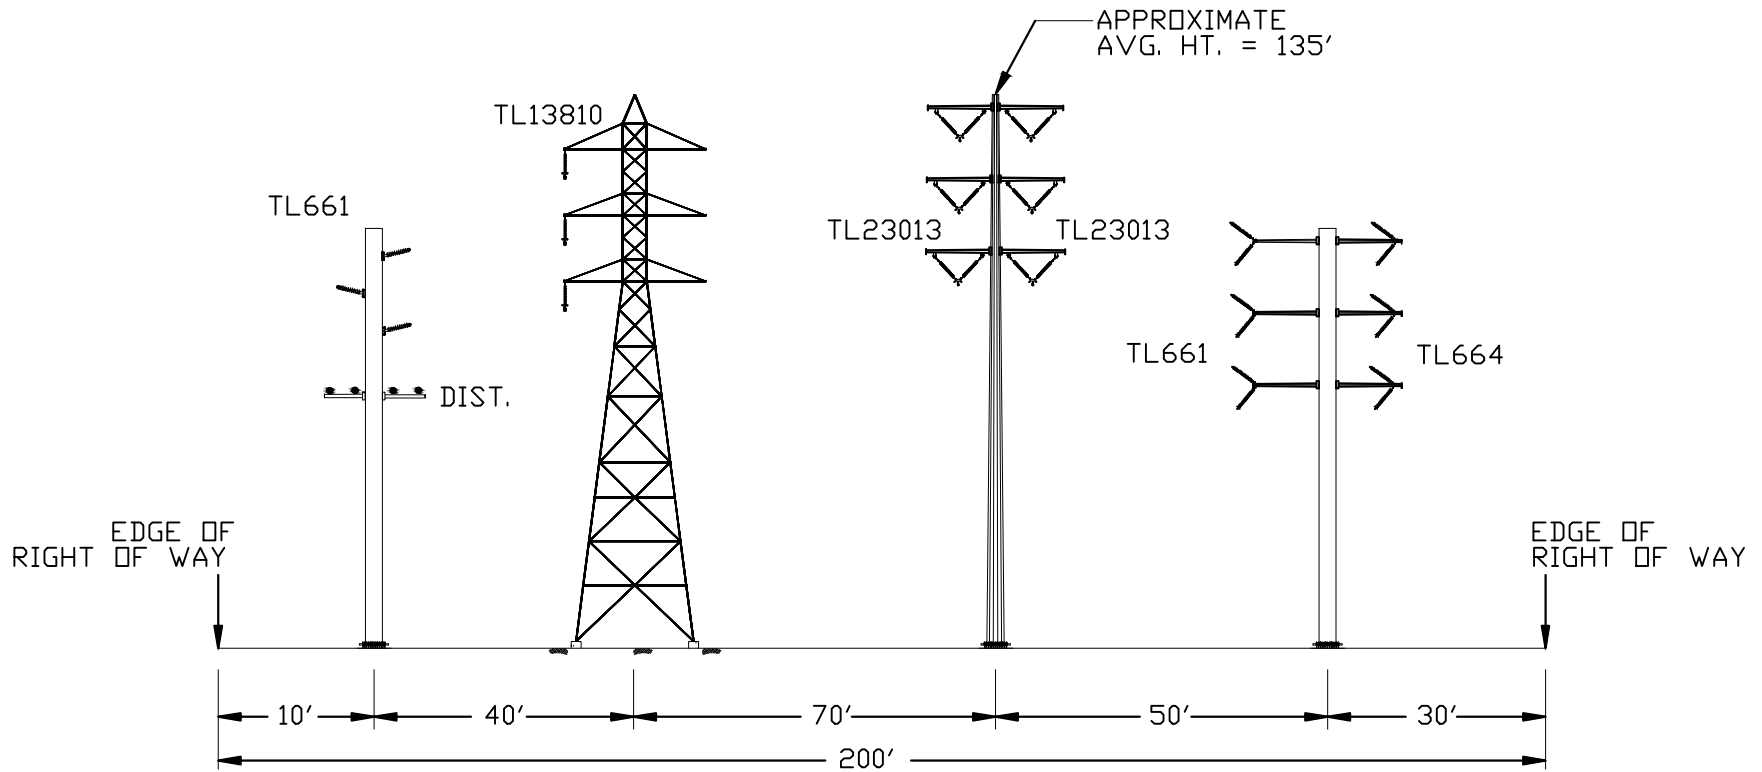 APPROXIMATE
AVG. HT. = 135'
TL13810
TL661
TL23013
TL23013
TL661
TL664
DIST.
EDGE OF
RIGHT OF WAY
EDGE OF
RIGHT OF WAY
10'
40'
70'
50'
30'
200'